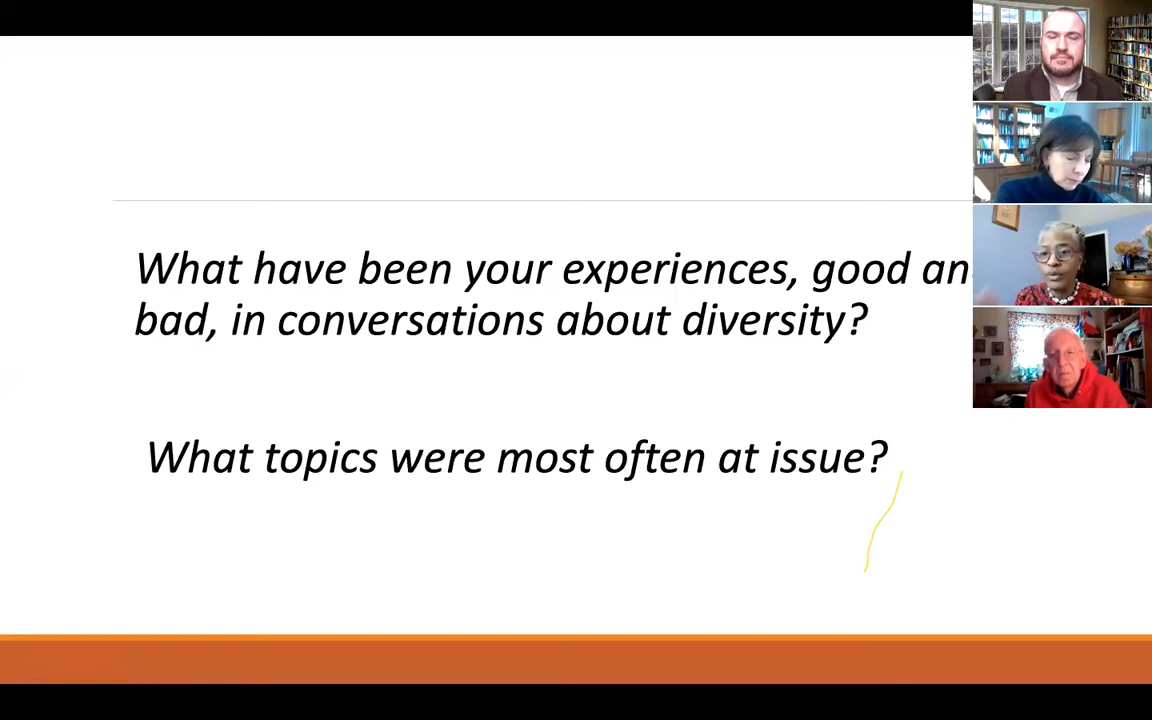 What have been your experiences, good an
bad, in conversations about diversity?
What topics were most often at issue?